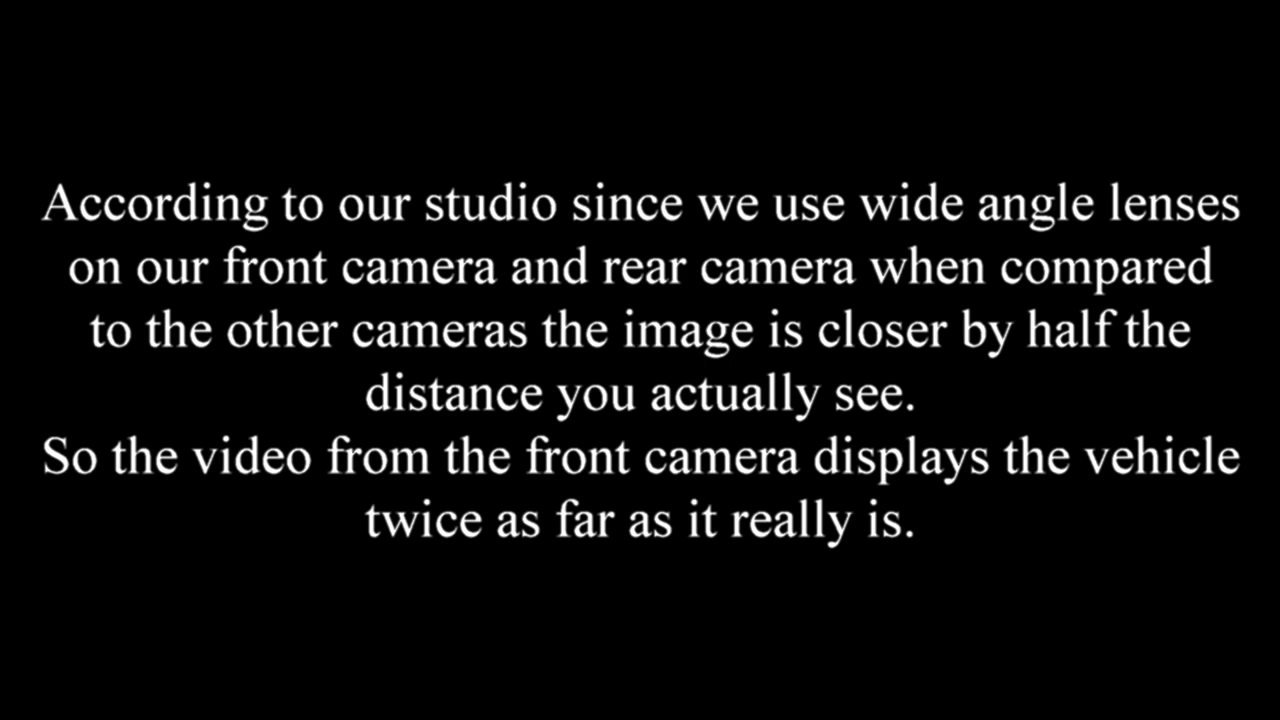 According to our studio since we use wide angle lenses
on our front camera and rear camera when compared
to the other cameras the image is closer by half the
distance you actually see.
So the video from the front camera displays the vehicle
twice as far as it really is.